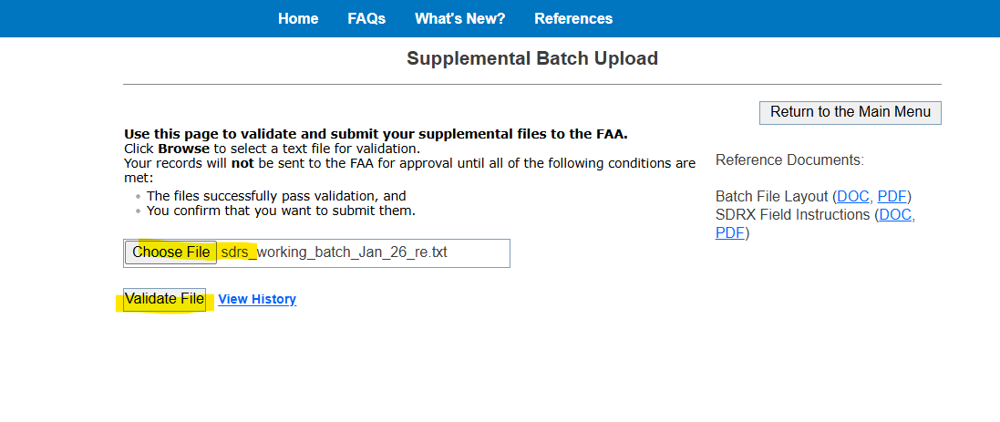 Home FAQs What's New? References
Supplemental Batch Upload
Return to the Main Menu
Use this page to validate and submit your supplemental files to the FAA.
Click Browse to select a text file for validation.
Your records will not be sent to the FAA for approval until all of the following conditions are
met:
The files successfully pass validation, and
You confirm that you want to submit them.
Reference Documents:
Batch File Layout (DOC, PDF)
SDRX Field Instructions (DOC,
PDF)
Choose File sdrs_working_batch_Jan_26_re.txt
Validate File View History